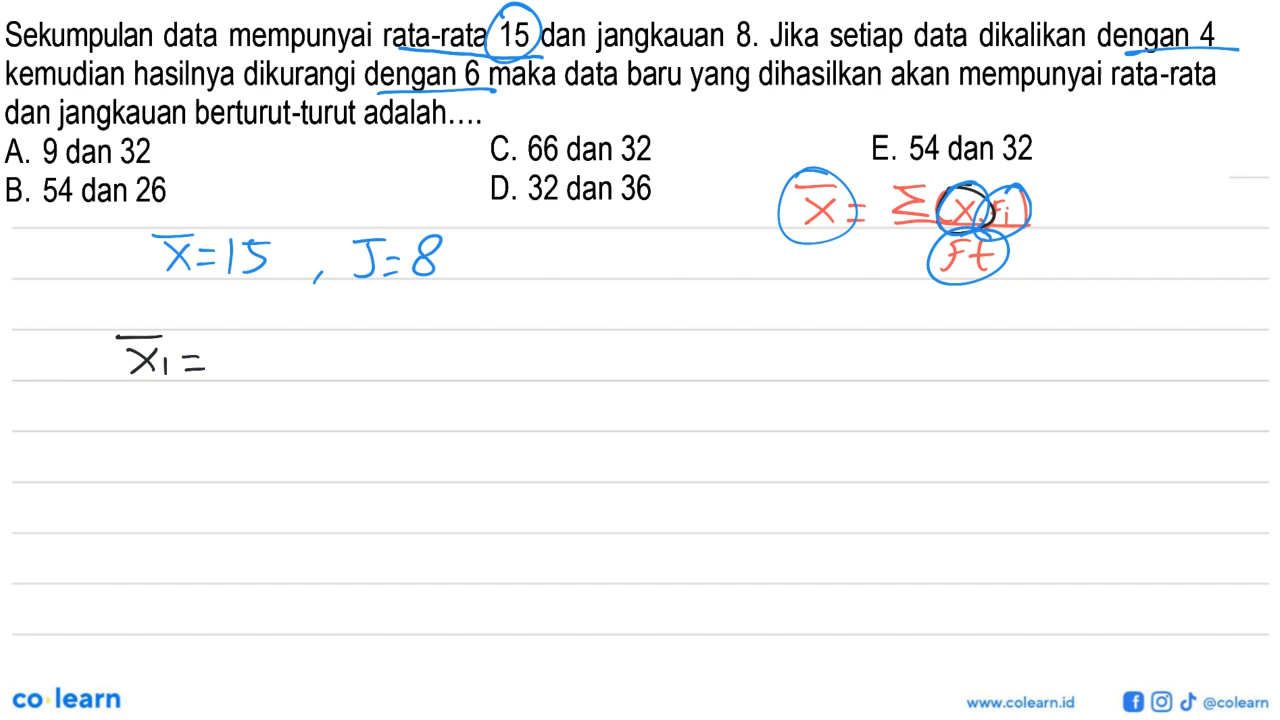 Sekumpulan data mempunyai rata-rata 15 dan jangkauan 8. Jika setiap data dikalikan dengan 4
kemudian hasilnya dikurangi dengan 6 maka data baru yang dihasilkan akan mempunyai rata-rata
dan jangkauan berturut-turut adalah....
A. 9 dan 32 C. 66 dan 32 E. 54 dan 32
B. 54 dan 26 D. 32 dan 36
x̅ = Σ(x.fi)
ft
x̅ = 15 , J = 8
x̅₁ =
co learn www.colearn.id @colearn